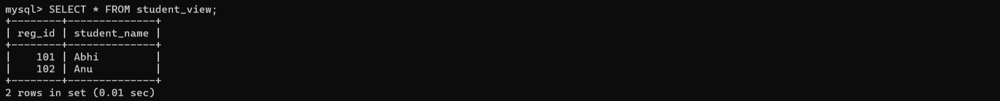 mysql> SELECT * FROM student_view;
+--------+--------------+
| reg_id | student_name |
+--------+--------------+
|    101 | Abhi         |
|    102 | Anu          |
+--------+--------------+
2 rows in set (0.01 sec)